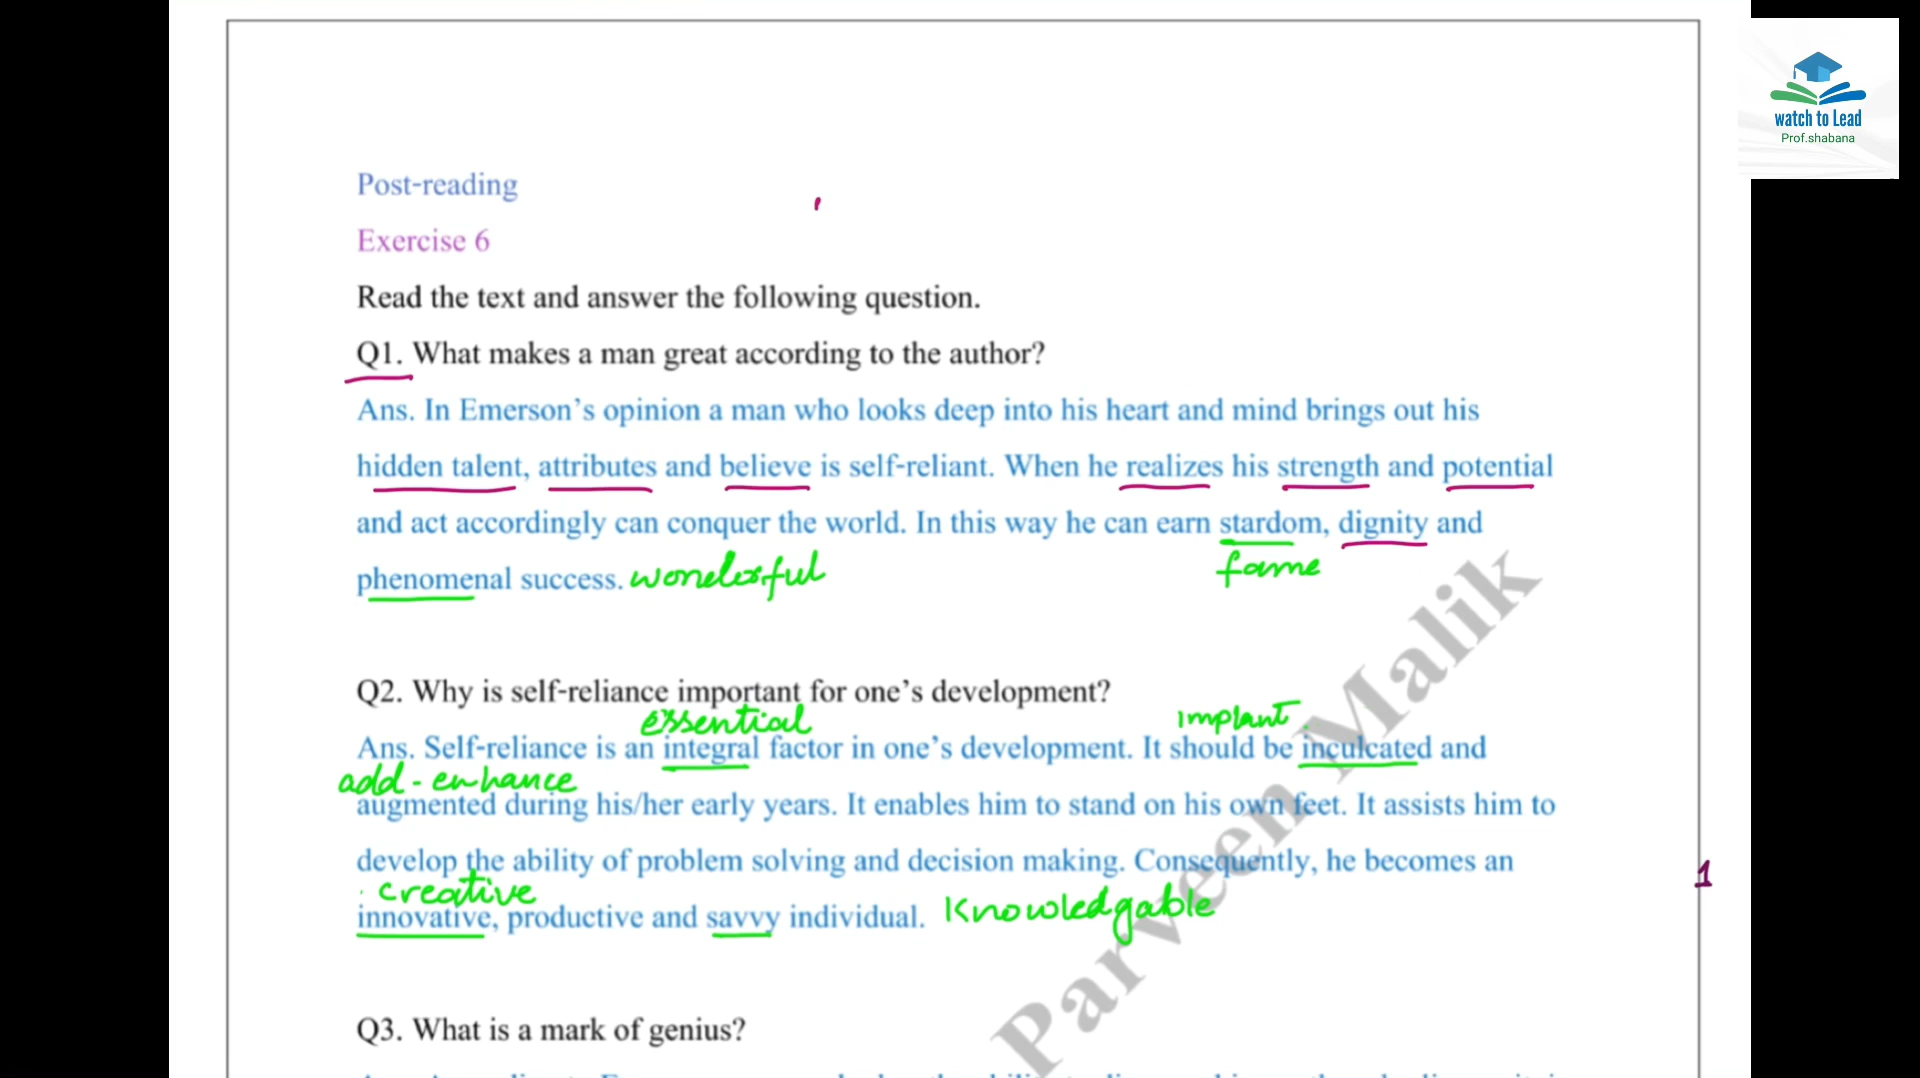 watch to Lead
Prof.shabana
Post-reading
Exercise 6
Read the text and answer the following question.
Q1. What makes a man great according to the author?
Ans. In Emerson’s opinion a man who looks deep into his heart and mind brings out his
hidden talent, attributes and believe is self-reliant. When he realizes his strength and potential
and act accordingly can conquer the world. In this way he can earn stardom, dignity and
fame
phenomenal success. wonderful
Q2. Why is self-reliance important for one’s development?
essential implant
Ans. Self-reliance is an integral factor in one’s development. It should be inculcated and
add - enhance
augmented during his/her early years. It enables him to stand on his own feet. It assists him to
develop the ability of problem solving and decision making. Consequently, he becomes an
1
creative
innovative, productive and savvy individual. Knowledgable
Q3. What is a mark of genius?
Parveen Malik